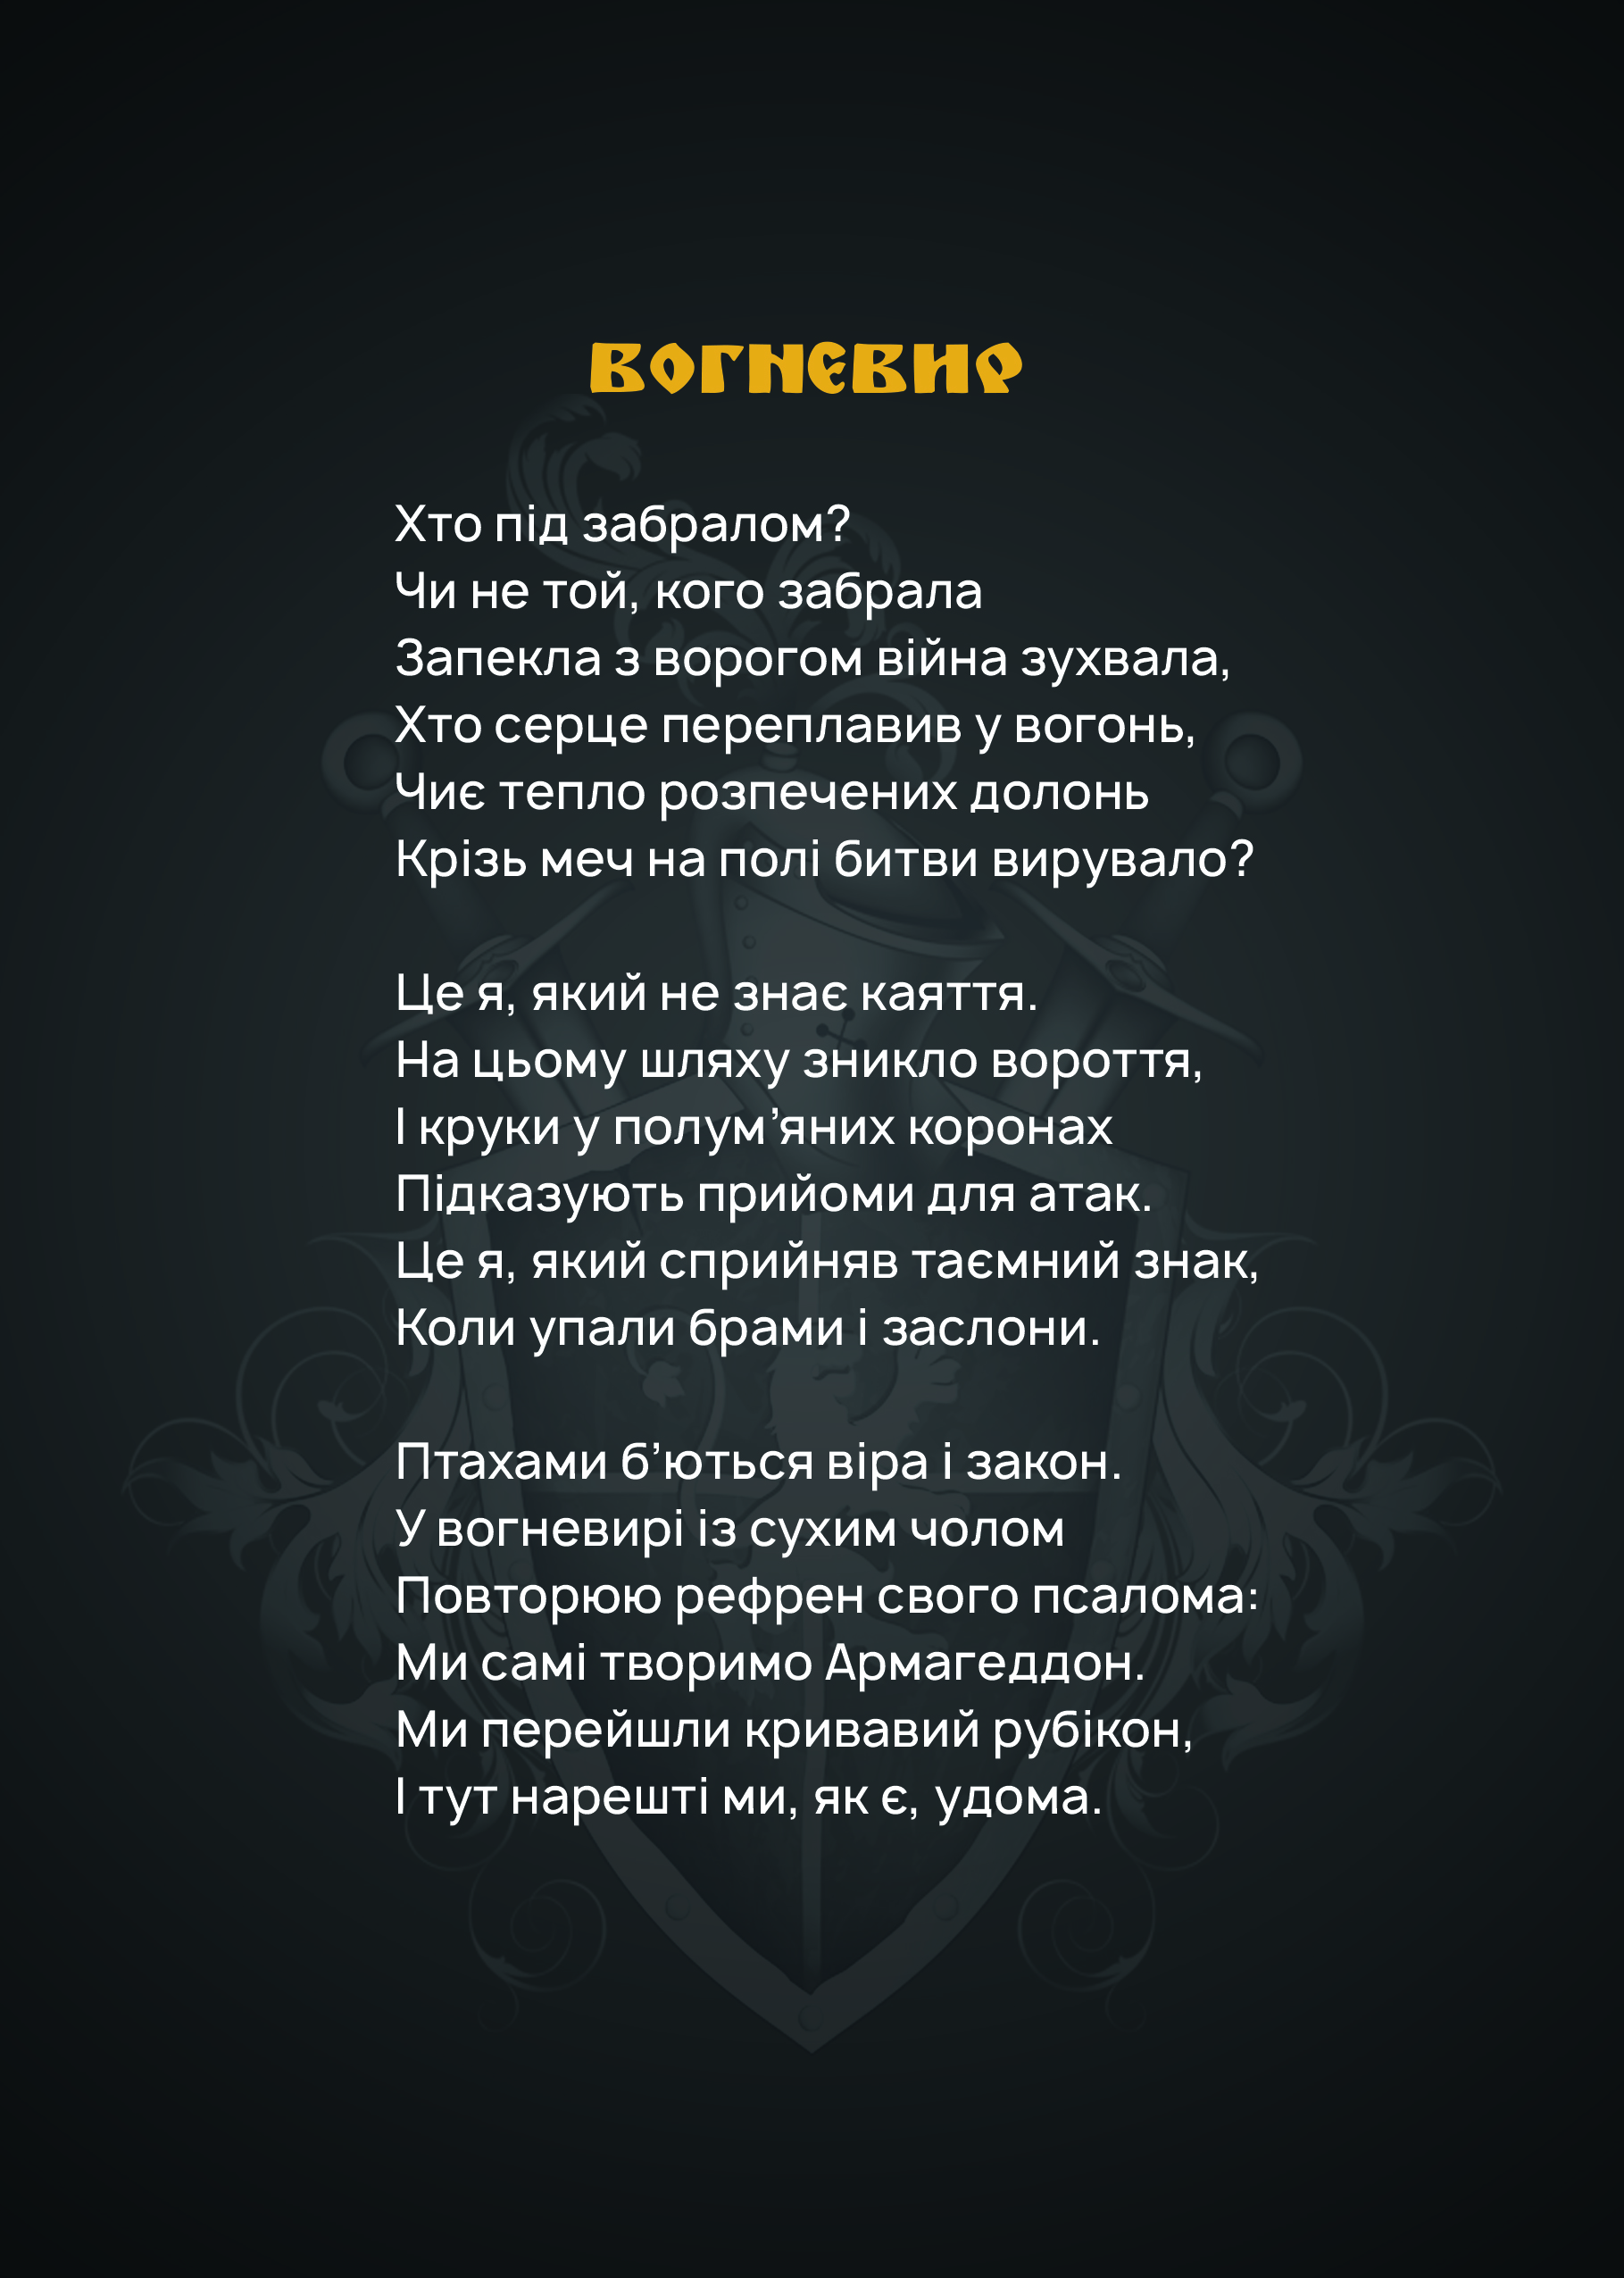 ВОГНЕВИР
Хто під забралом?
Чи не той, кого забрала
Запекла з ворогом війна зухвала,
Хто серце переплавив у вогонь,
Чиє тепло розпечених долонь
Крізь меч на полі битви вирувало?
Це я, який не знає каяття.
На цьому шляху зникло вороття,
І круки у полум’яних коронах
Підказують прийоми для атак.
Це я, який сприйняв таємний знак,
Коли упали брами і заслони.
Птахами б’ються віра і закон.
У вогневирі із сухим чолом
Повторюю рефрен свого псалома:
Ми самі творимо Армагеддон.
Ми перейшли кривавий рубікон,
І тут нарешті ми, як є, удома.